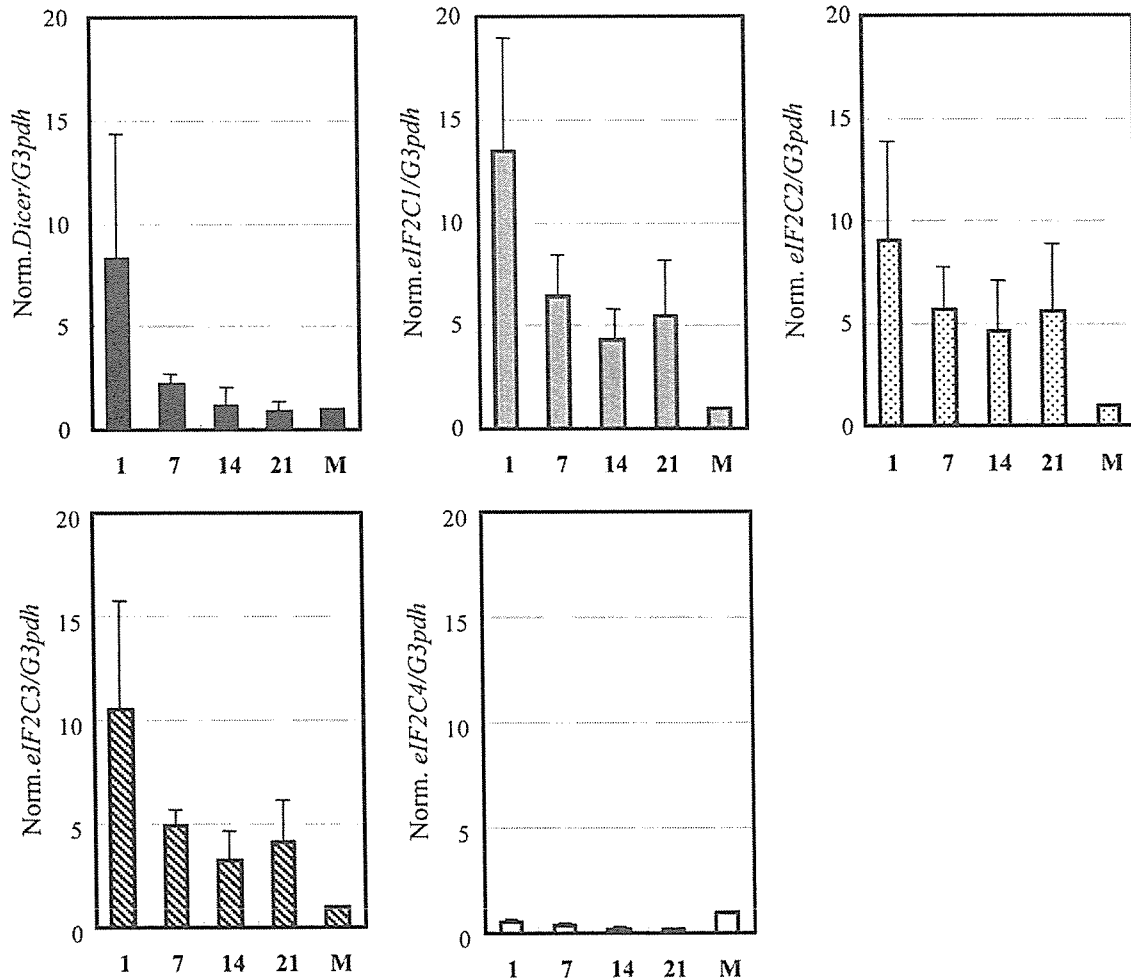 Norm.Dicer/G3pdh
20
15
10
5
0
1 7 14 21 M
Norm.eIF2C1/G3pdh
20
15
10
5
0
1 7 14 21 M
Norm. eIF2C2/G3pdh
20
15
10
5
0
1 7 14 21 M
Norm.eIF2C3/G3pdh
20
15
10
5
0
1 7 14 21 M
Norm. eIF2C4/G3pdh
20
15
10
5
0
1 7 14 21 M